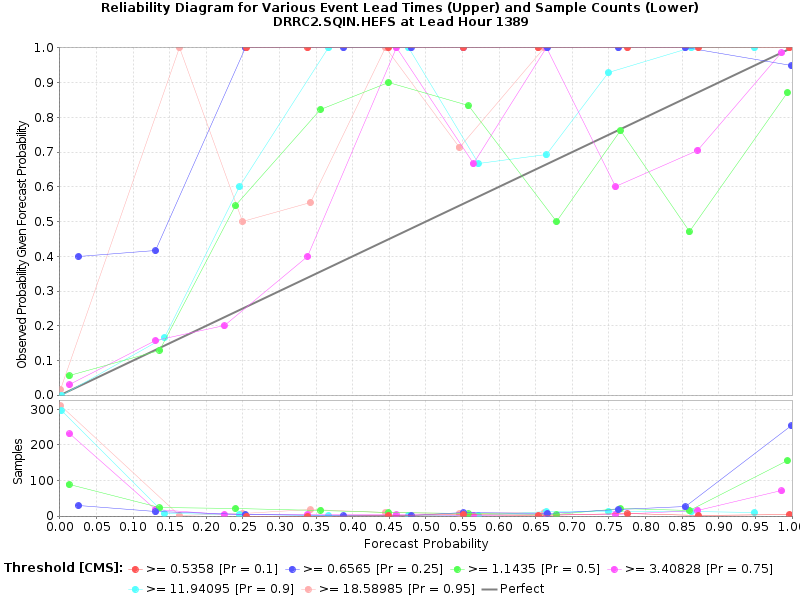 Reliability Diagram for Various Event Lead Times (Upper) and Sample Counts (Lower)
DRRC2.SQIN.HEFS at Lead Hour 1389
Observed Probability Given Forecast Probability
1.0
0.9
0.8
0.7
0.6
0.5
0.4
0.3
0.2
0.1
0.0
Samples
300
200
100
0
0.00 0.05 0.10 0.15 0.20 0.25 0.30 0.35 0.40 0.45 0.50 0.55 0.60 0.65 0.70 0.75 0.80 0.85 0.90 0.95 1.0
Forecast Probability
Threshold [CMS]: >= 0.5358 [Pr = 0.1] >= 0.6565 [Pr = 0.25] >= 1.1435 [Pr = 0.5] >= 3.40828 [Pr = 0.75]
>= 11.94095 [Pr = 0.9] >= 18.58985 [Pr = 0.95] Perfect